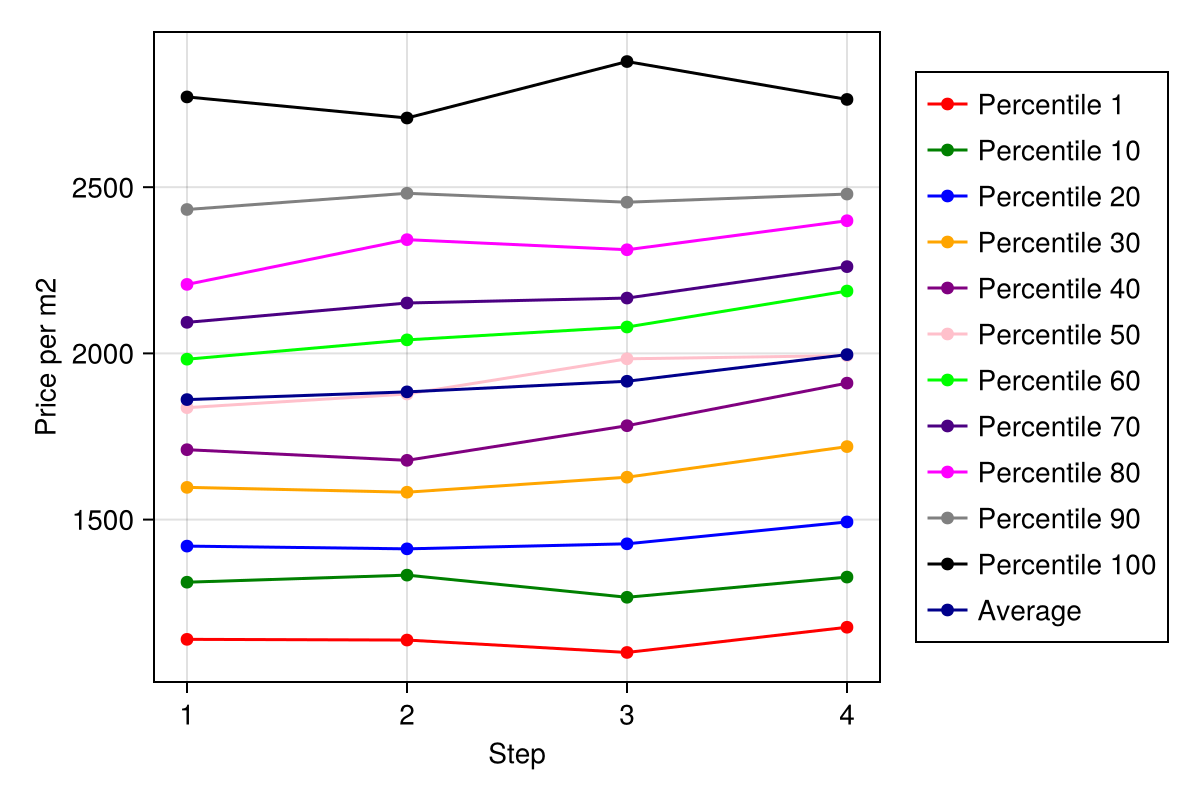 Price per m2
2500
2000
1500
1
2
3
4
Step
Percentile 1
Percentile 10
Percentile 20
Percentile 30
Percentile 40
Percentile 50
Percentile 60
Percentile 70
Percentile 80
Percentile 90
Percentile 100
Average